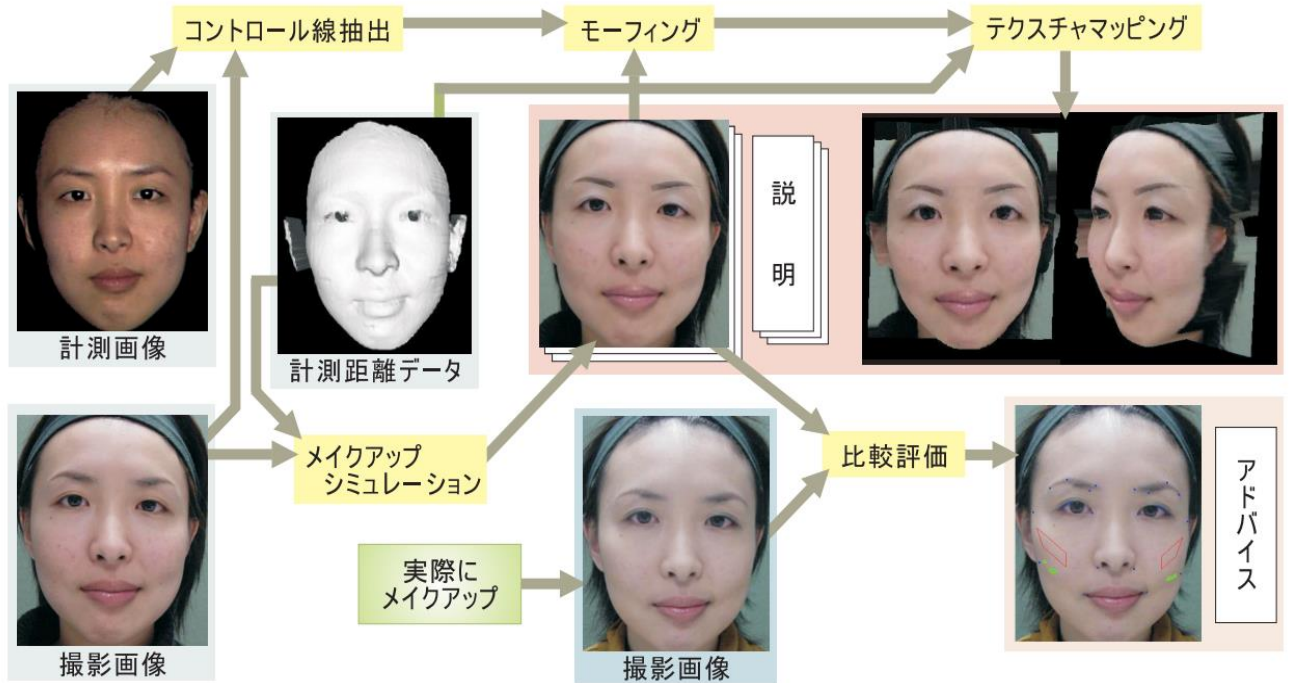 コントロール線抽出
モーフィング
テクスチャマッピング
説
明
計測画像
計測距離データ
メイクアップ
シミュレーション
比較評価
アドバイス
実際に
メイクアップ
撮影画像
撮影画像